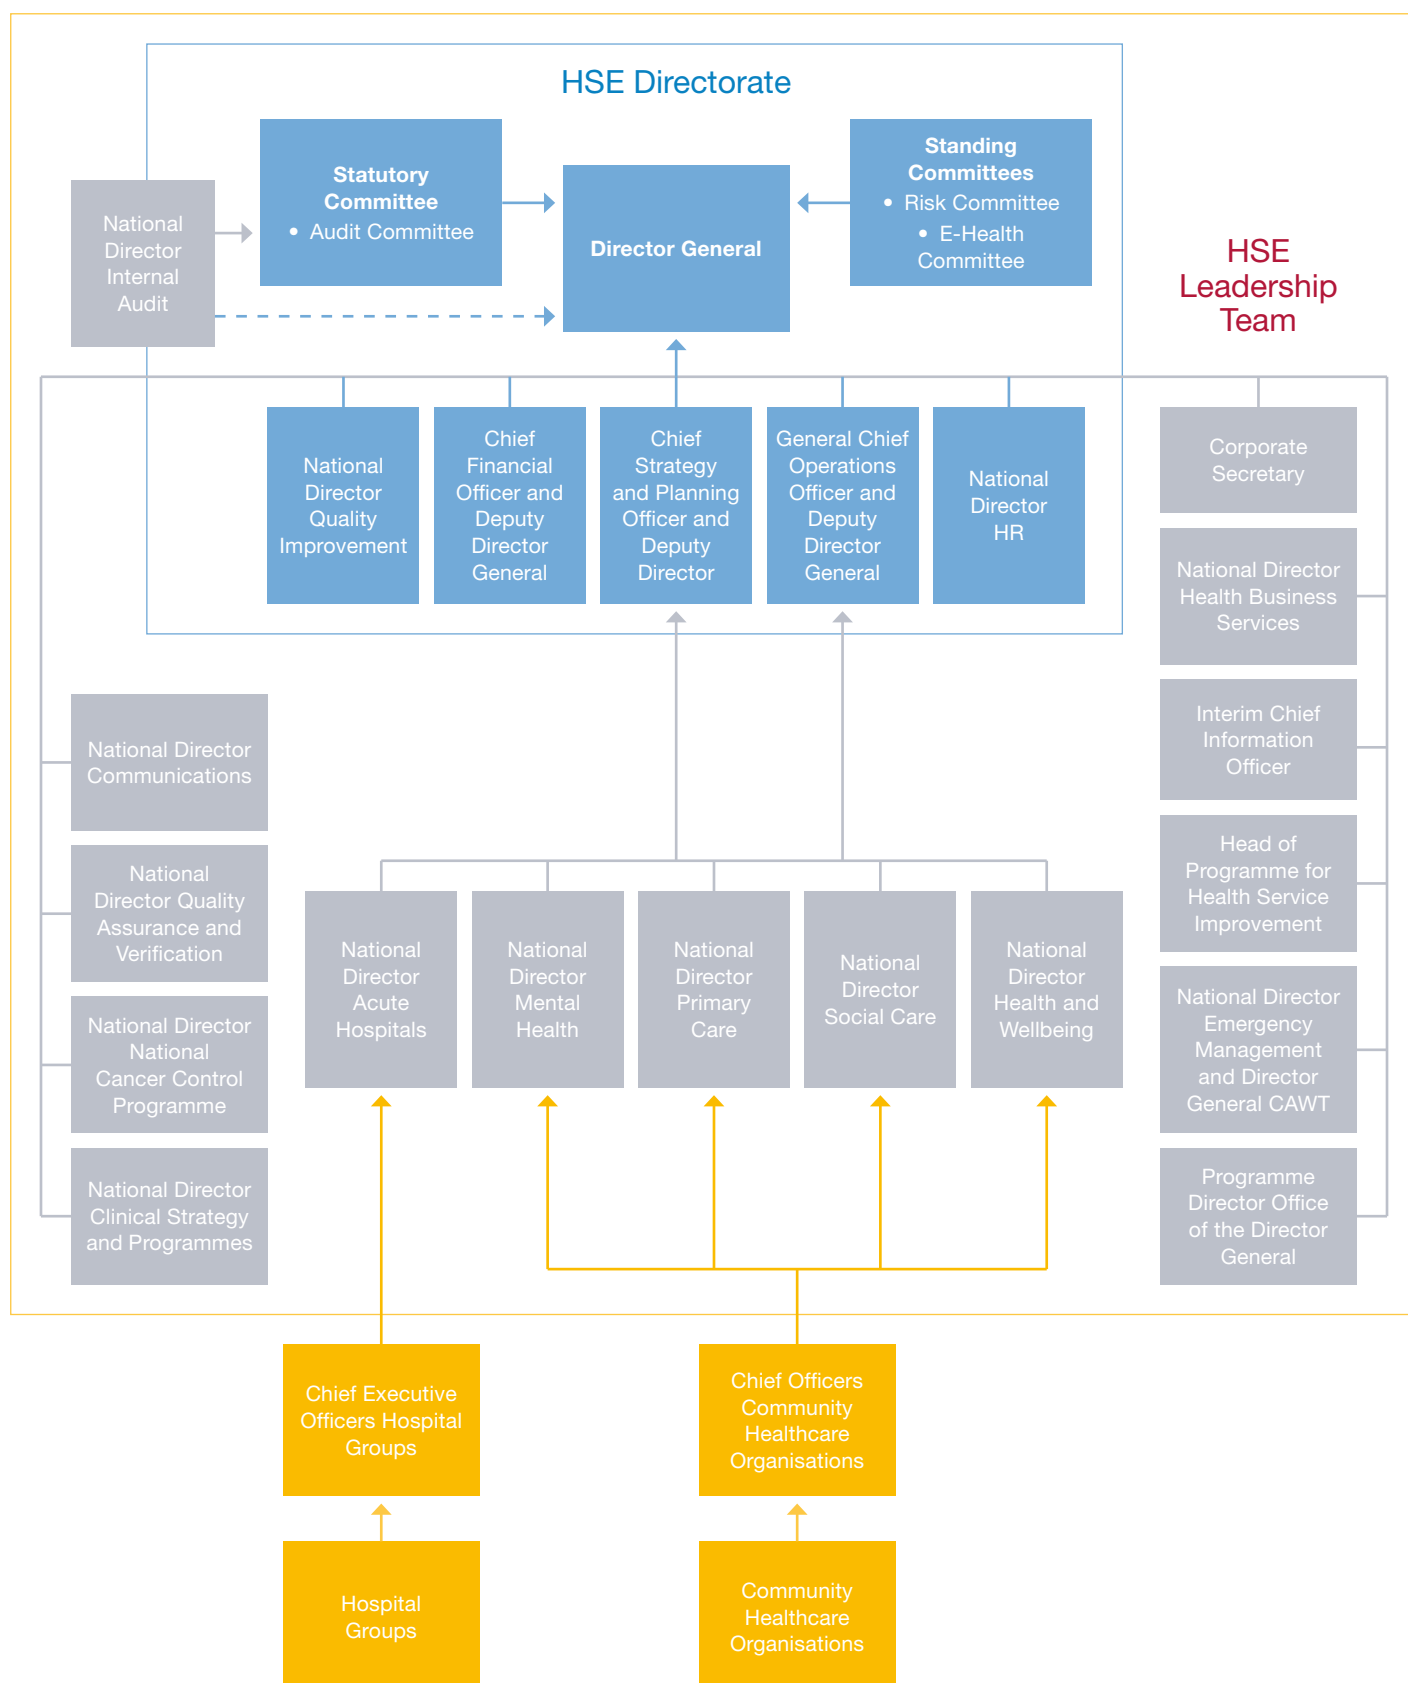 HSE Directorate
Statutory
Committee
• Audit Committee
Director General
Standing
Committees
• Risk Committee
• E-Health
Committee
National
Director
Internal
Audit
HSE
Leadership
Team
National
Director
Quality
Improvement
Chief
Financial
Officer and
Deputy
Director
General
Chief
Strategy
and Planning
Officer and
Deputy
Director
General Chief
Operations
Officer and
Deputy
Director
General
National
Director
HR
Corporate
Secretary
National Director
Health Business
Services
Interim Chief
Information
Officer
Head of
Programme for
Health Service
Improvement
National Director
Emergency
Management
and Director
General CAWT
Programme
Director Office
of the Director
General
National Director
Communications
National
Director Quality
Assurance and
Verification
National Director
National
Cancer Control
Programme
National Director
Clinical Strategy
and Programmes
National
Director
Acute
Hospitals
National
Director
Mental
Health
National
Director
Primary
Care
National
Director
Social Care
National
Director
Health and
Wellbeing
Chief Executive
Officers Hospital
Groups
Chief Officers
Community
Healthcare
Organisations
Hospital
Groups
Community
Healthcare
Organisations